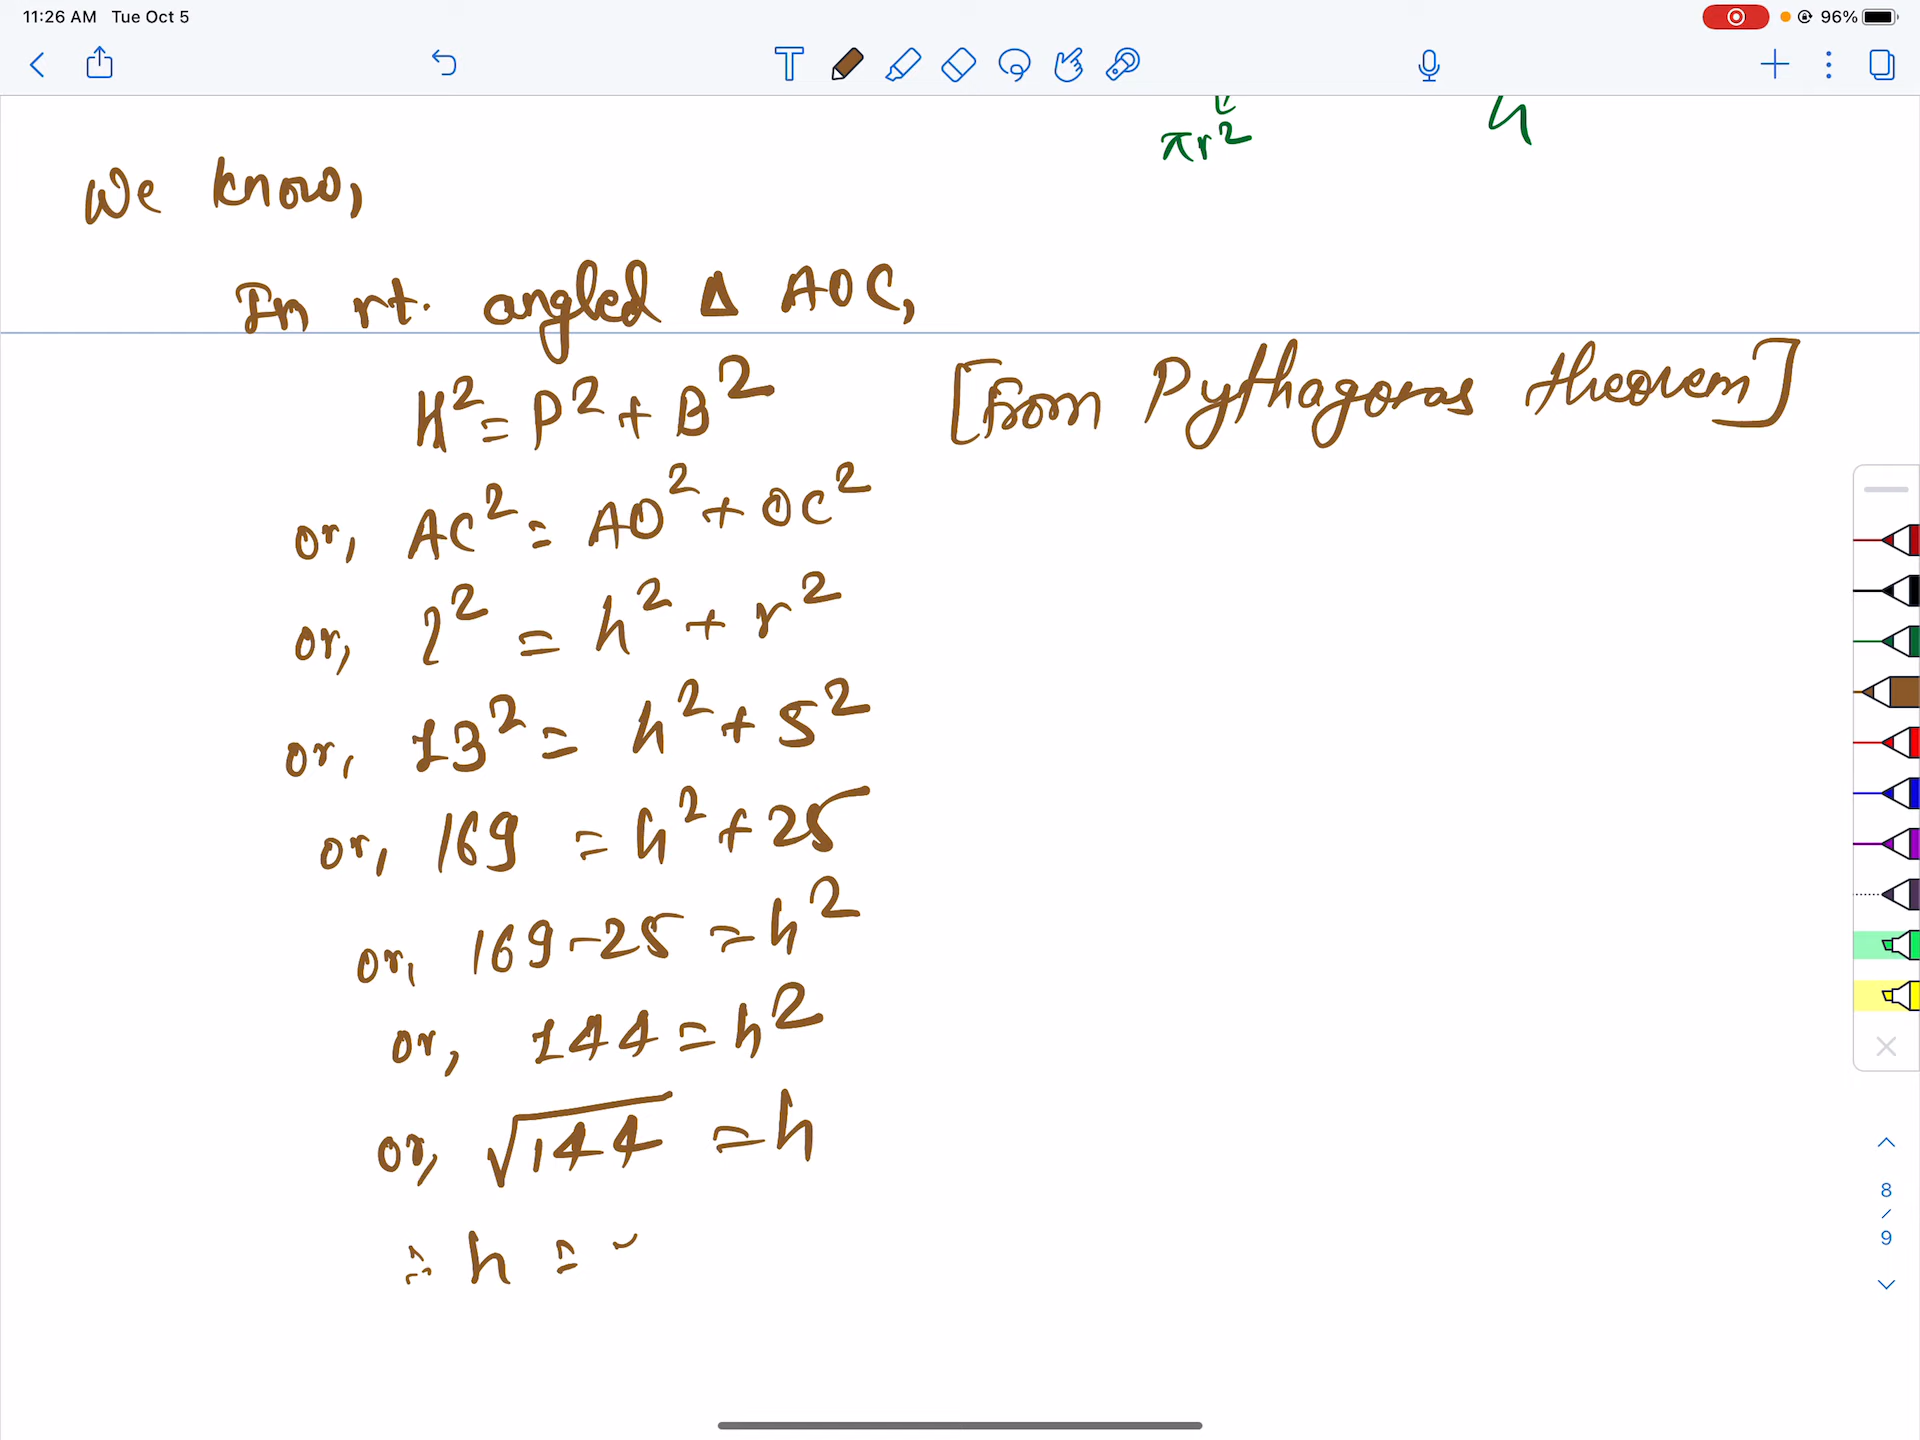 11:26 AM Tue Oct 5 96%
T
πr²
h
We know,
In rt. angled Δ AOC,
H² = P² + B² [From Pythagoras theorem]
or, AC² = AO² + OC²
or, l² = h² + r²
or, 13² = h² + 5²
or, 169 = h² + 25
or, 169 - 25 = h²
or, 144 = h²
or, √144 = h
∴ h =
8
/
9